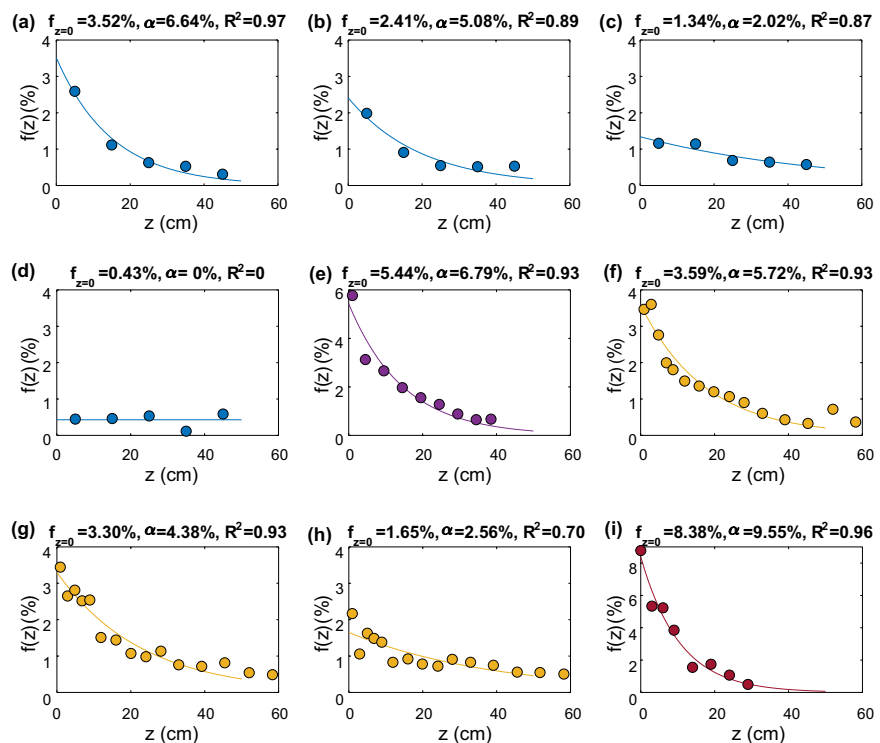 (a) f_z=0 =3.52%, α=6.64%, R²=0.97
4
3
2
1
0
f(z)(%)
0 20 40 60
z (cm)
(b) f_z=0 =2.41%, α=5.08%, R²=0.89
4
3
2
1
0
f(z)(%)
0 20 40 60
z (cm)
(c) f_z=0 =1.34%, α=2.02%, R²=0.87
4
3
2
1
0
f(z)(%)
0 20 40 60
z (cm)
(d) f_z=0 =0.43%, α= 0%, R²=0
4
3
2
1
0
f(z)(%)
0 20 40 60
z (cm)
(e) f_z=0 =5.44%, α=6.79%, R²=0.93
6
4
2
0
f(z)(%)
0 20 40 60
z (cm)
(f) f_z=0 =3.59%, α=5.72%, R²=0.93
4
3
2
1
0
f(z)(%)
0 20 40 60
z (cm)
(g) f_z=0 =3.30%, α=4.38%, R²=0.93
4
3
2
1
0
f(z)(%)
0 20 40 60
z (cm)
(h) f_z=0 =1.65%, α=2.56%, R²=0.70
4
3
2
1
0
f(z)(%)
0 20 40 60
z (cm)
(i) f_z=0 =8.38%, α=9.55%, R²=0.96
8
6
4
2
0
f(z)(%)
0 20 40 60
z (cm)